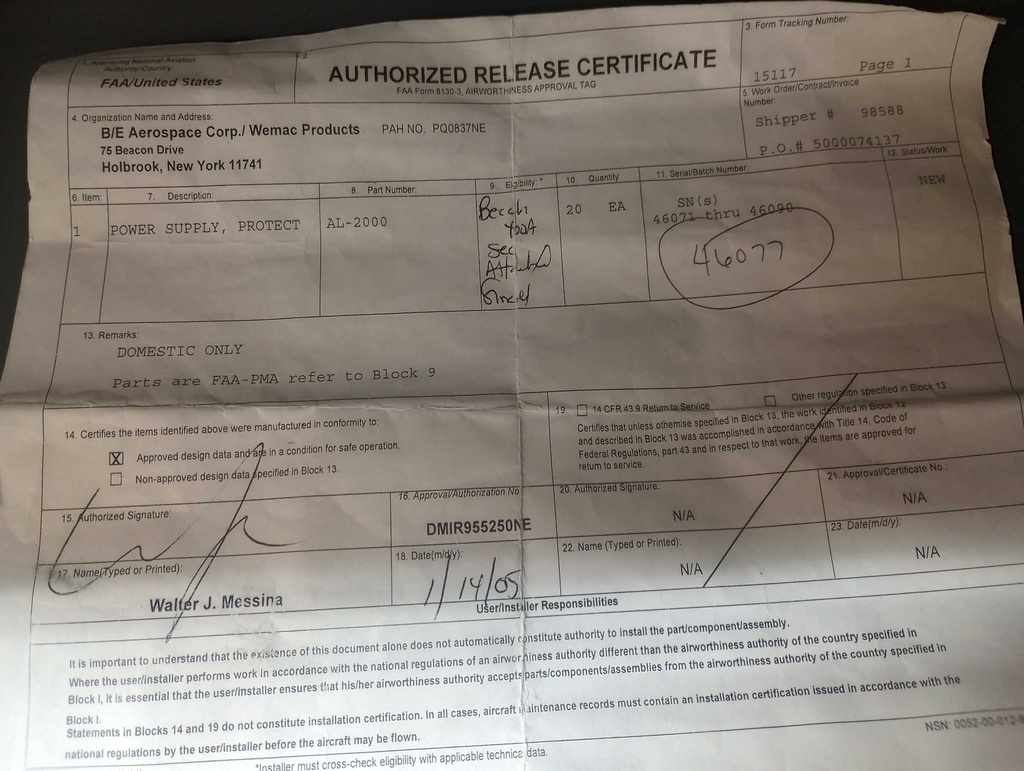 1. Approving National Aviation
Authority/Country:
FAA/United States
2.
AUTHORIZED RELEASE CERTIFICATE
FAA Form 8130-3, AIRWORTHINESS APPROVAL TAG
3. Form Tracking Number:
15117 Page 1
4. Organization Name and Address:
B/E Aerospace Corp./ Wemac Products PAH NO. PQ0837NE
75 Beacon Drive
Holbrook, New York 11741
5. Work Order/Contract/Invoice
Number:
Shipper # 98588
P.O.# 5000074137
6. Item: 7. Description: 8. Part Number: 9. Eligibility: * 10. Quantity 11. Serial/Batch Number: 12. Status/Work:
1 POWER SUPPLY, PROTECT AL-2000 20 EA SN(s) NEW
46071 thru 46090
Beech
See
46077
13. Remarks:
DOMESTIC ONLY
Parts are FAA-PMA refer to Block 9
14. Certifies the items identified above were manufactured in conformity to:
X Approved design data and are in a condition for safe operation.
Non-approved design data specified in Block 13.
19. 14 CFR 43.9 Return to Service Other regulation specified in Block 13
Certifies that unless otherwise specified in Block 13, the work identified in Block 12
and described in Block 13 was accomplished in accordance with Title 14, Code of
Federal Regulations, part 43 and in respect to that work, the items are approved for
return to service.
15. Authorized Signature:
16. Approval/Authorization No
DMIR955250NE
20. Authorized Signature:
N/A
21. Approval/Certificate No.:
N/A
17. Name(Typed or Printed):
Walter J. Messina
18. Date(m/d/y):
1/14/05
22. Name (Typed or Printed):
N/A
23. Date(m/d/y):
N/A
User/Installer Responsibilities
It is important to understand that the existence of this document alone does not automatically constitute authority to install the part/component/assembly.
Where the user/installer performs work in accordance with the national regulations of an airworthiness authority different than the airworthiness authority of the country specified in
Block I, it is essential that the user/installer ensures that his/her airworthiness authority accepts parts/components/assemblies from the airworthiness authority of the country specified in
Block I.
Statements in Blocks 14 and 19 do not constitute installation certification. In all cases, aircraft maintenance records must contain an installation certification issued in accordance with the
national regulations by the user/installer before the aircraft may be flown.
*Installer must cross-check eligibility with applicable technical data.
NSN: 0052-00-012-9